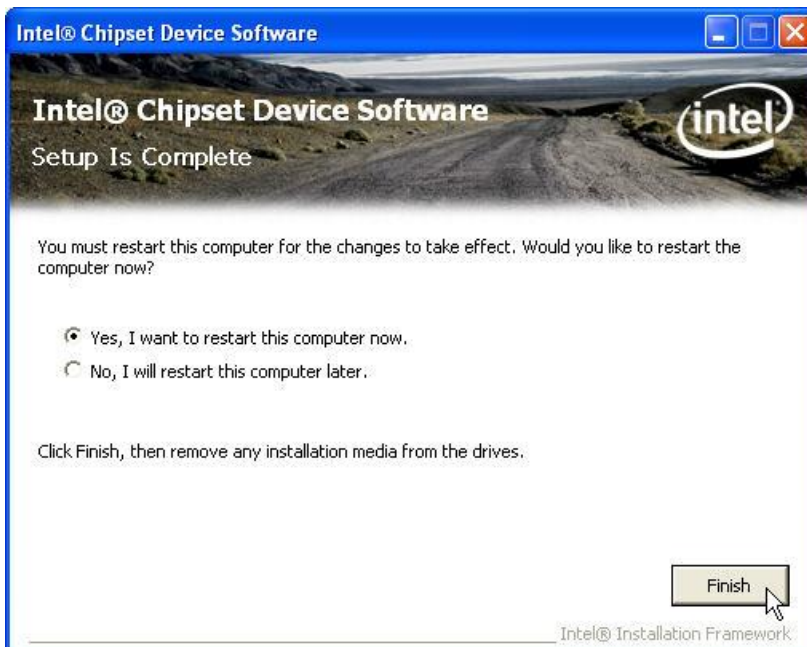 Intel® Chipset Device Software
Intel® Chipset Device Software
intel
Setup Is Complete
You must restart this computer for the changes to take effect. Would you like to restart the
computer now?
Yes, I want to restart this computer now.
No, I will restart this computer later.
Click Finish, then remove any installation media from the drives.
Finish
Intel® Installation Framework